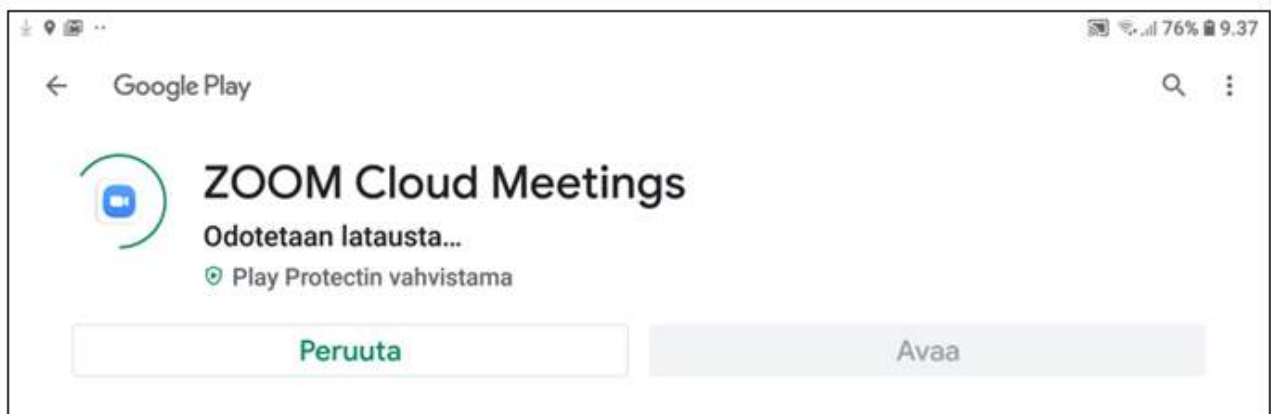 76% 9.37
Google Play
ZOOM Cloud Meetings
Odotetaan latausta...
Play Protectin vahvistama
Peruuta Avaa